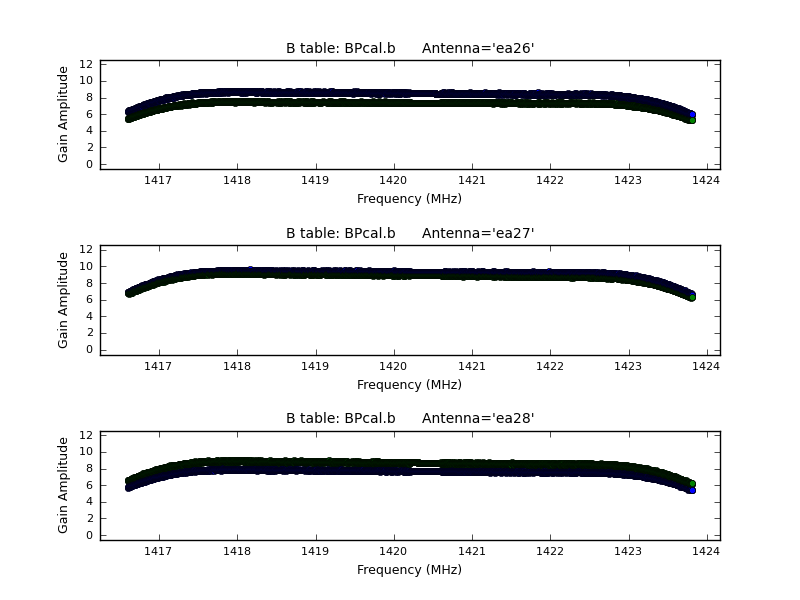 B table: BPcal.b Antenna='ea26'
12
10
8
6
4
2
0
Gain Amplitude
1417 1418 1419 1420 1421 1422 1423 1424
Frequency (MHz)
B table: BPcal.b Antenna='ea27'
12
10
8
6
4
2
0
Gain Amplitude
1417 1418 1419 1420 1421 1422 1423 1424
Frequency (MHz)
B table: BPcal.b Antenna='ea28'
12
10
8
6
4
2
0
Gain Amplitude
1417 1418 1419 1420 1421 1422 1423 1424
Frequency (MHz)